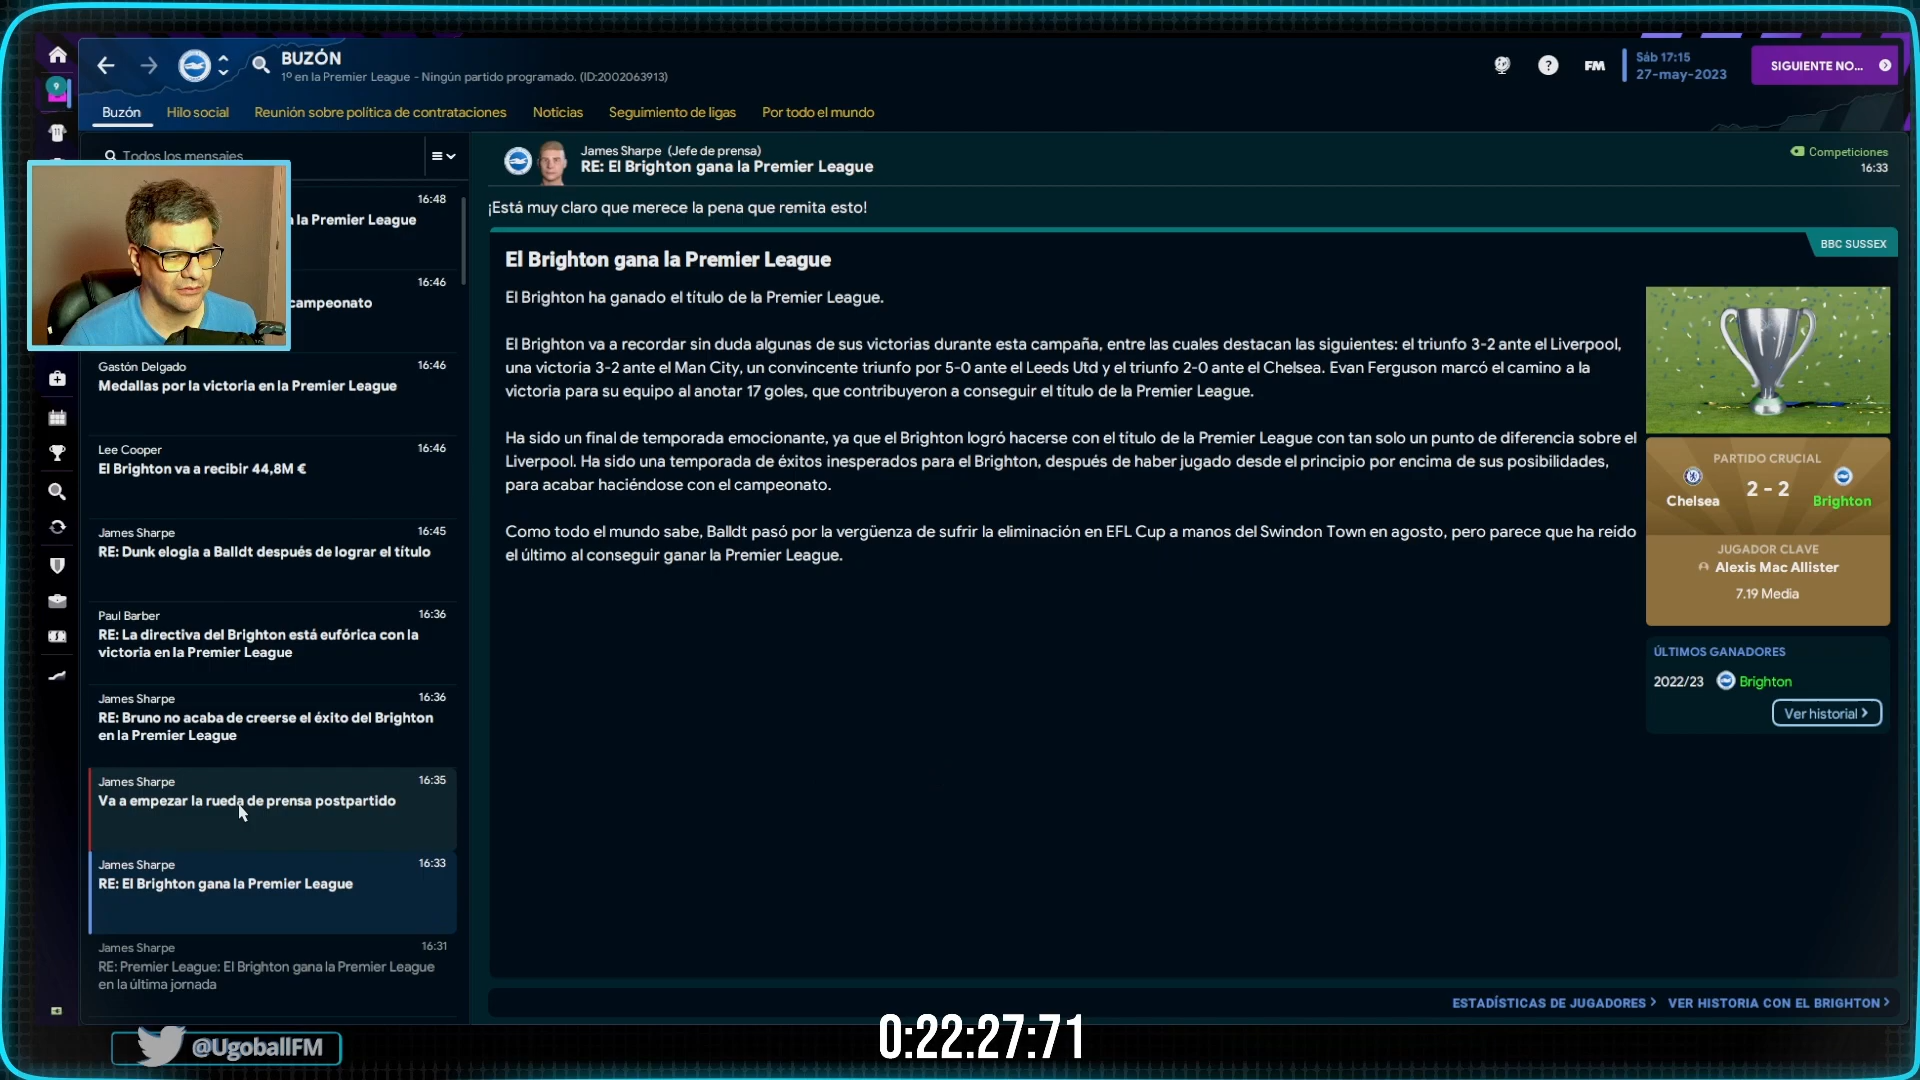 BUZÓN
1º en la Premier League - Ningún partido programado. (ID:2002063913)
FM
Sáb 17:15
27-may-2023
SIGUIENTE NO...
9
Buzón
Hilo social
Reunión sobre política de contrataciones
Noticias
Seguimiento de ligas
Por todo el mundo
Todos los mensajes
16:48
la Premier League
16:46
campeonato
Gastón Delgado
16:46
Medallas por la victoria en la Premier League
Lee Cooper
16:46
El Brighton va a recibir 44,8M €
James Sharpe
16:45
RE: Dunk elogia a Balldt después de lograr el título
Paul Barber
16:36
RE: La directiva del Brighton está eufórica con la
victoria en la Premier League
James Sharpe
16:36
RE: Bruno no acaba de creerse el éxito del Brighton
en la Premier League
James Sharpe
16:35
Va a empezar la rueda de prensa postpartido
James Sharpe
16:33
RE: El Brighton gana la Premier League
James Sharpe
16:31
RE: Premier League: El Brighton gana la Premier League
en la última jornada
James Sharpe (Jefe de prensa)
RE: El Brighton gana la Premier League
Competiciones
16:33
¡Está muy claro que merece la pena que remita esto!
BBC SUSSEX
El Brighton gana la Premier League
El Brighton ha ganado el título de la Premier League.
El Brighton va a recordar sin duda algunas de sus victorias durante esta campaña, entre las cuales destacan las siguientes: el triunfo 3-2 ante el Liverpool,
una victoria 3-2 ante el Man City, un convincente triunfo por 5-0 ante el Leeds Utd y el triunfo 2-0 ante el Chelsea. Evan Ferguson marcó el camino a la
victoria para su equipo al anotar 17 goles, que contribuyeron a conseguir el título de la Premier League.
Ha sido un final de temporada emocionante, ya que el Brighton logró hacerse con el título de la Premier League con tan solo un punto de diferencia sobre el
Liverpool. Ha sido una temporada de éxitos inesperados para el Brighton, después de haber jugado desde el principio por encima de sus posibilidades,
para acabar haciéndose con el campeonato.
Como todo el mundo sabe, Balldt pasó por la vergüenza de sufrir la eliminación en EFL Cup a manos del Swindon Town en agosto, pero parece que ha reído
el último al conseguir ganar la Premier League.
PARTIDO CRUCIAL
Chelsea
2 - 2
Brighton
JUGADOR CLAVE
Alexis Mac Allister
7.19 Media
ÚLTIMOS GANADORES
2022/23 Brighton
Ver historial
ESTADÍSTICAS DE JUGADORES
VER HISTORIA CON EL BRIGHTON
0:22:27:71
@UgoballFM